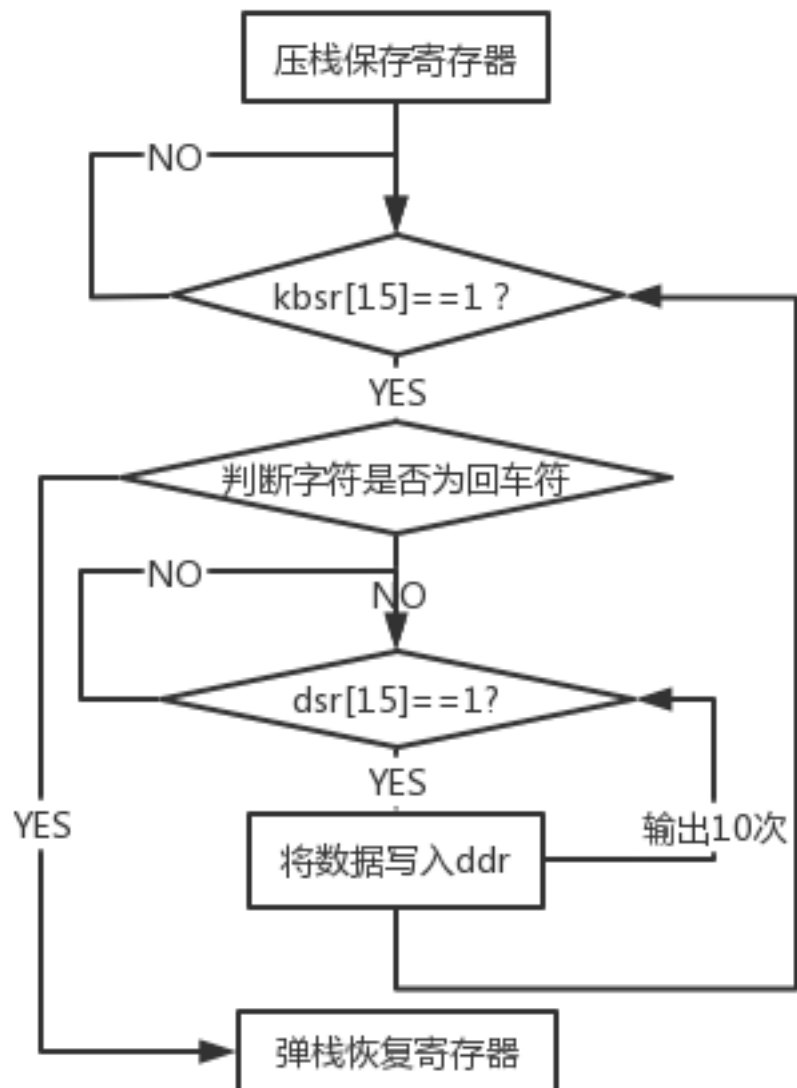 压栈保存寄存器
NO
kbsr[15]==1 ?
YES
判断字符是否为回车符
NO
NO
dsr[15]==1?
YES
YES
输出10次
将数据写入ddr
弹栈恢复寄存器